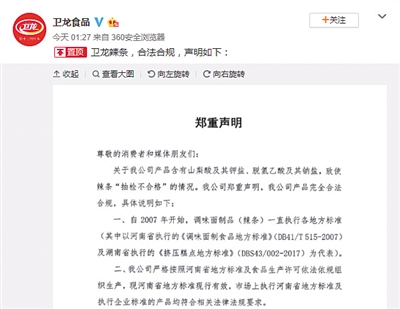 卫龙
卫龙食品
今天 01:27 来自 360安全浏览器
+关注
置顶 卫龙辣条，合法合规，声明如下：
收起 查看大图 向左旋转 向右旋转
郑重声明
尊敬的消费者和媒体朋友们：
关于我公司产品含有山梨酸及其钾盐、脱氢乙酸及其钠盐，致使
辣条“抽检不合格”的情况，我公司郑重声明，我公司产品完全合法
合规，具体说明如下：
一、自 2007 年开始，调味面制品（辣条）一直执行各地方标准
（其中以河南省执行的《调味面制食品地方标准》（DB41/T 515-2007）
及湖南省执行的《挤压糕点地方标准》（DBS43/002-2017）为代表）。
二、我公司严格按照河南省地方标准及食品生产许可依法依规组
织生产，现河南省地方标准现行有效，市场上执行河南省地方标准及
执行企业标准的产品均符合相关法律法规要求。